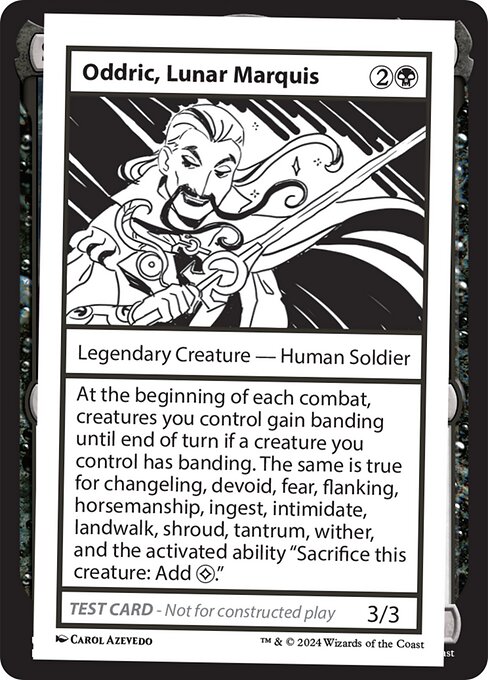 Oddric, Lunar Marquis 2
At the beginning of each combat,
creatures you control gain banding
until end of turn if a creature you
control has banding. The same is true
for changeling, devoid, fear, flanking,
horsemanship, ingest, intimidate,
landwalk, shroud, tantrum, wither,
and the activated ability “Sacrifice this
creature: Add .”
Legendary Creature — Human Soldier
TEST CARD - Not for constructed play 3/3
CAROL AZEVEDO ™ & © 2024 Wizards of the Coast
ast